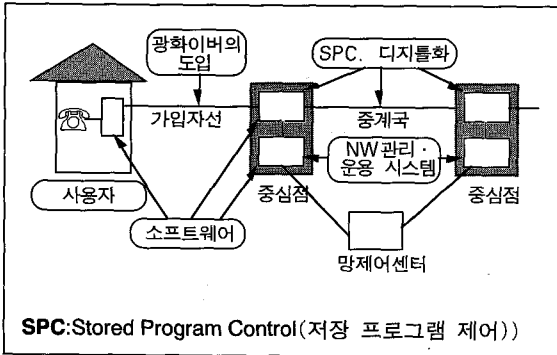 광화이버의
도입
SPC. 디지틀화
가입자선
중계국
NW관리·
운용 시스템
사용자
중심점
중심점
소프트웨어
망제어센터
SPC:Stored Program Control(저장 프로그램 제어))